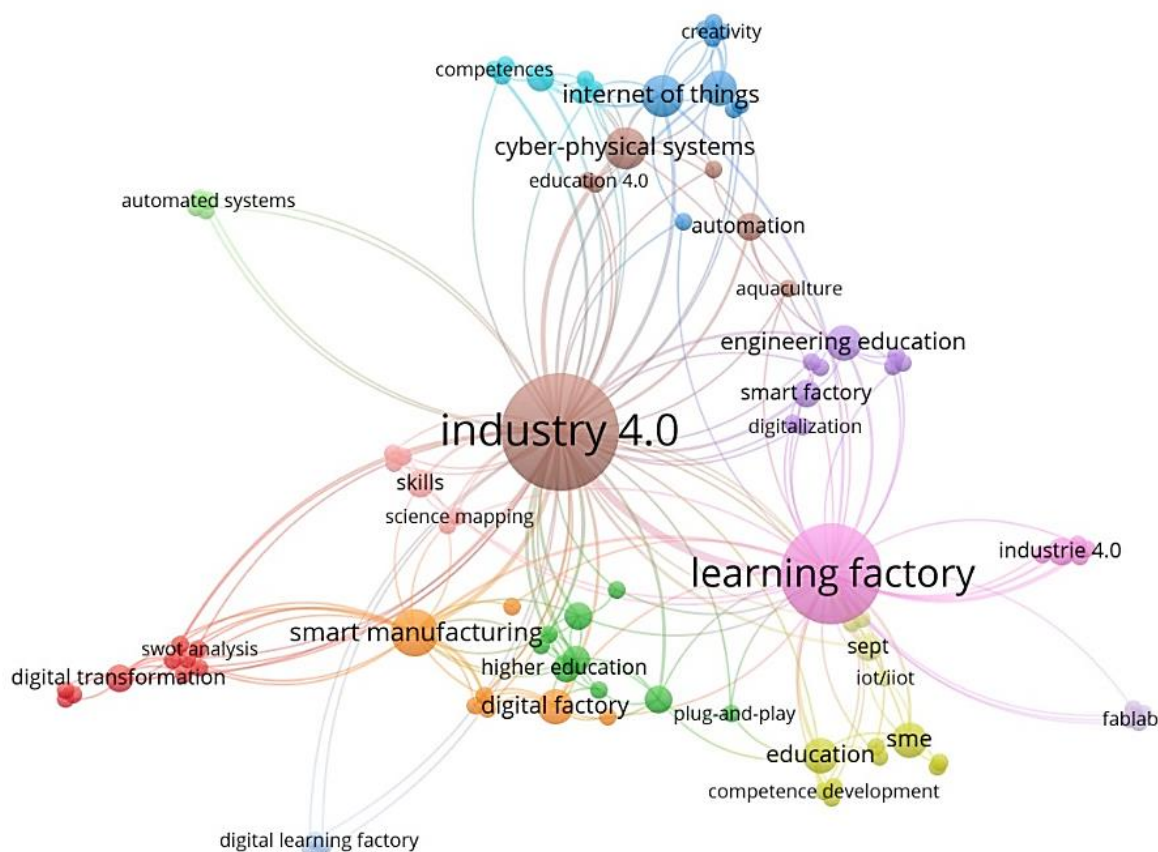 creativity
competences
internet of things
cyber-physical systems
education 4.0
automated systems
automation
aquaculture
engineering education
smart factory
digitalization
industry 4.0
skills
science mapping
industrie 4.0
learning factory
smart manufacturing
swot analysis
sept
higher education
digital transformation
iot/iiot
digital factory
plug-and-play
fablab
sme
education
competence development
digital learning factory